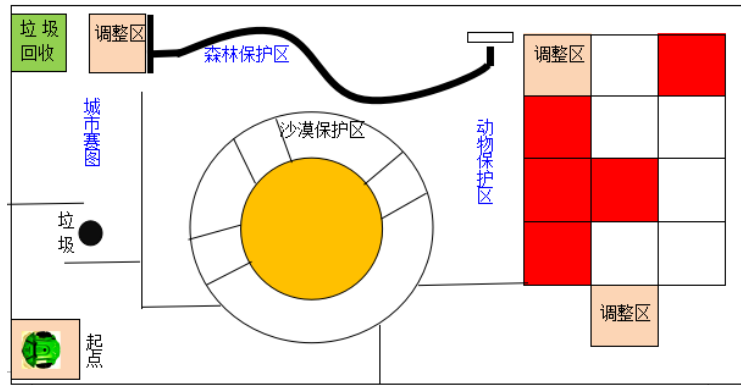 垃圾
回收
调整区
森林保护区
调整区
城市赛图
沙漠保护区
动物保护区
垃圾
起点
调整区